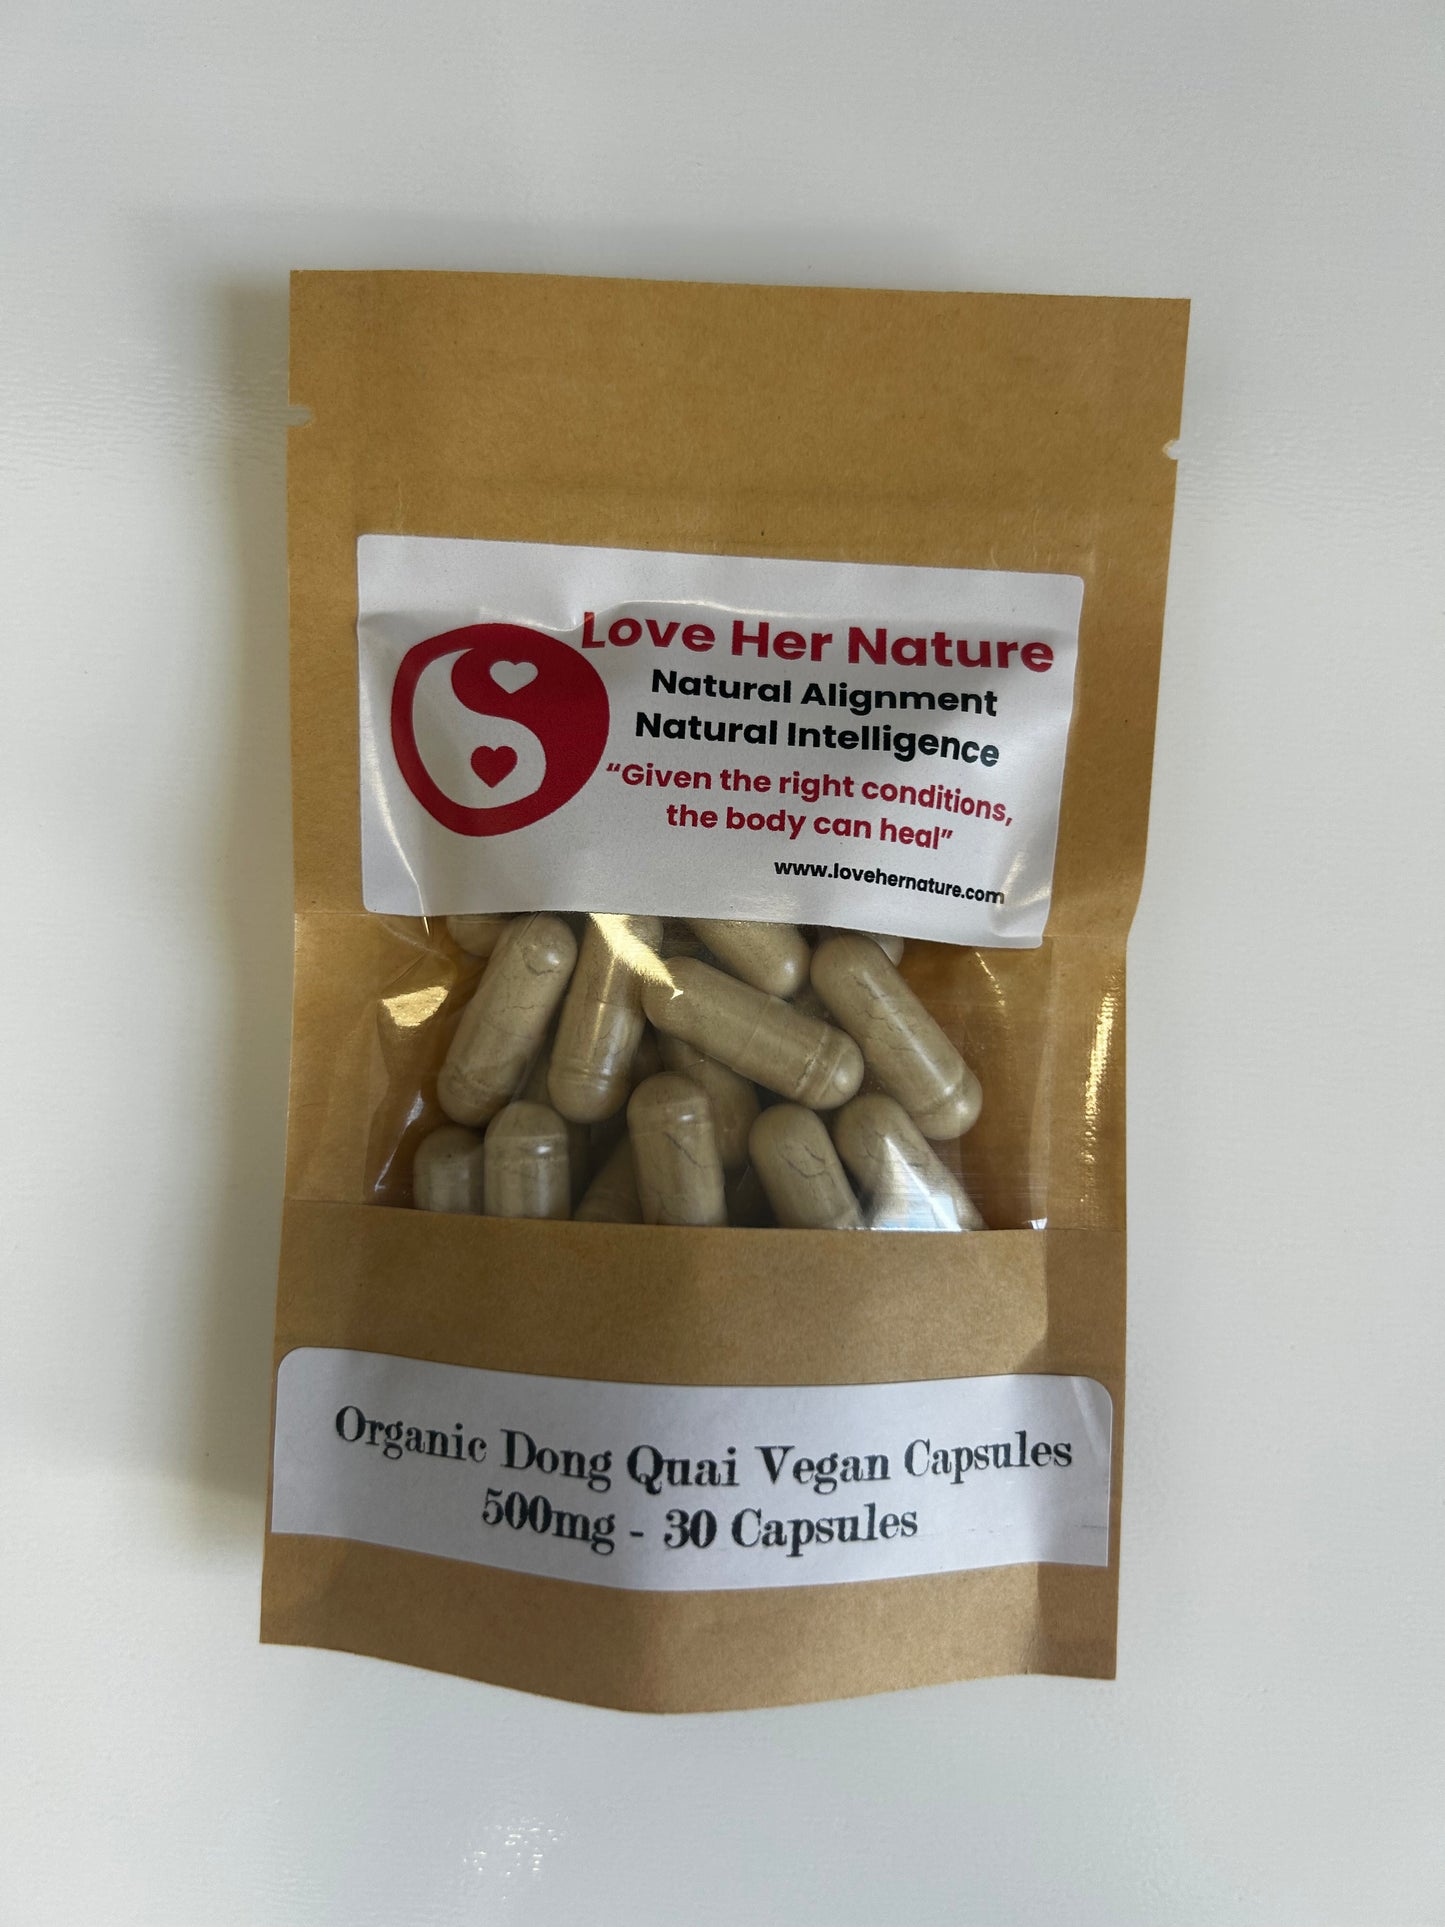 Love Her Nature
Natural Alignment
Natural Intelligence
“Given the right conditions,
the body can heal”
www.lovehernature.com
Organic Dong Quai Vegan Capsules
500mg - 30 Capsules